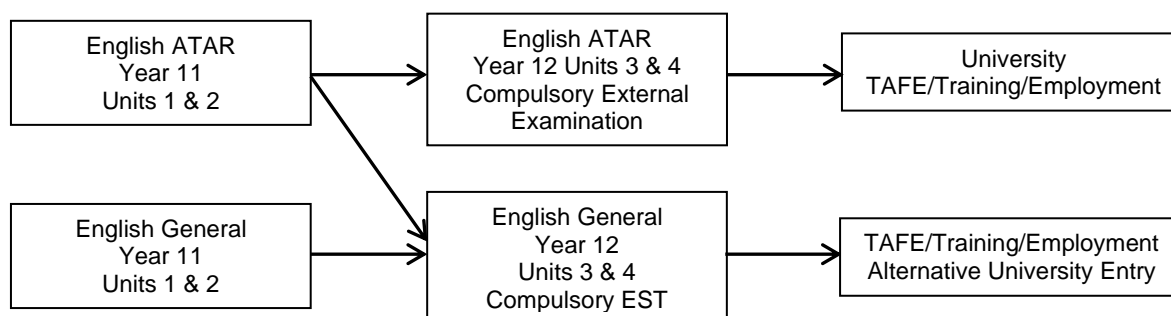 English ATAR
Year 11
Units 1 & 2
English ATAR
Year 12 Units 3 & 4
Compulsory External
Examination
University
TAFE/Training/Employment
English General
Year 11
Units 1 & 2
English General
Year 12
Units 3 & 4
Compulsory EST
TAFE/Training/Employment
Alternative University Entry